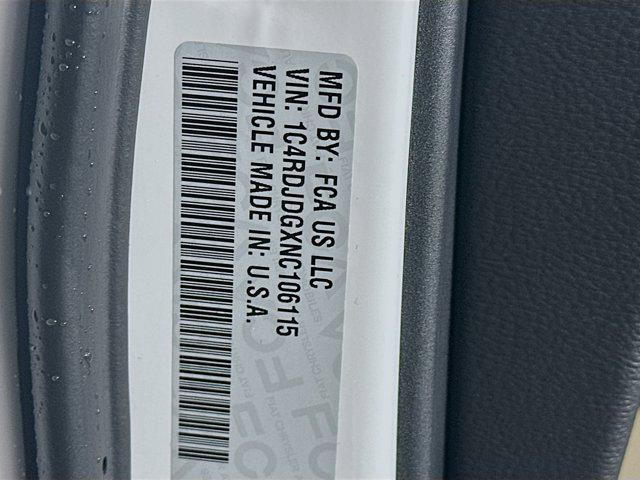 MFD BY: FCA US LLC
VIN: 1C4RDJDGXNC106115
VEHICLE MADE IN: U.S.A.